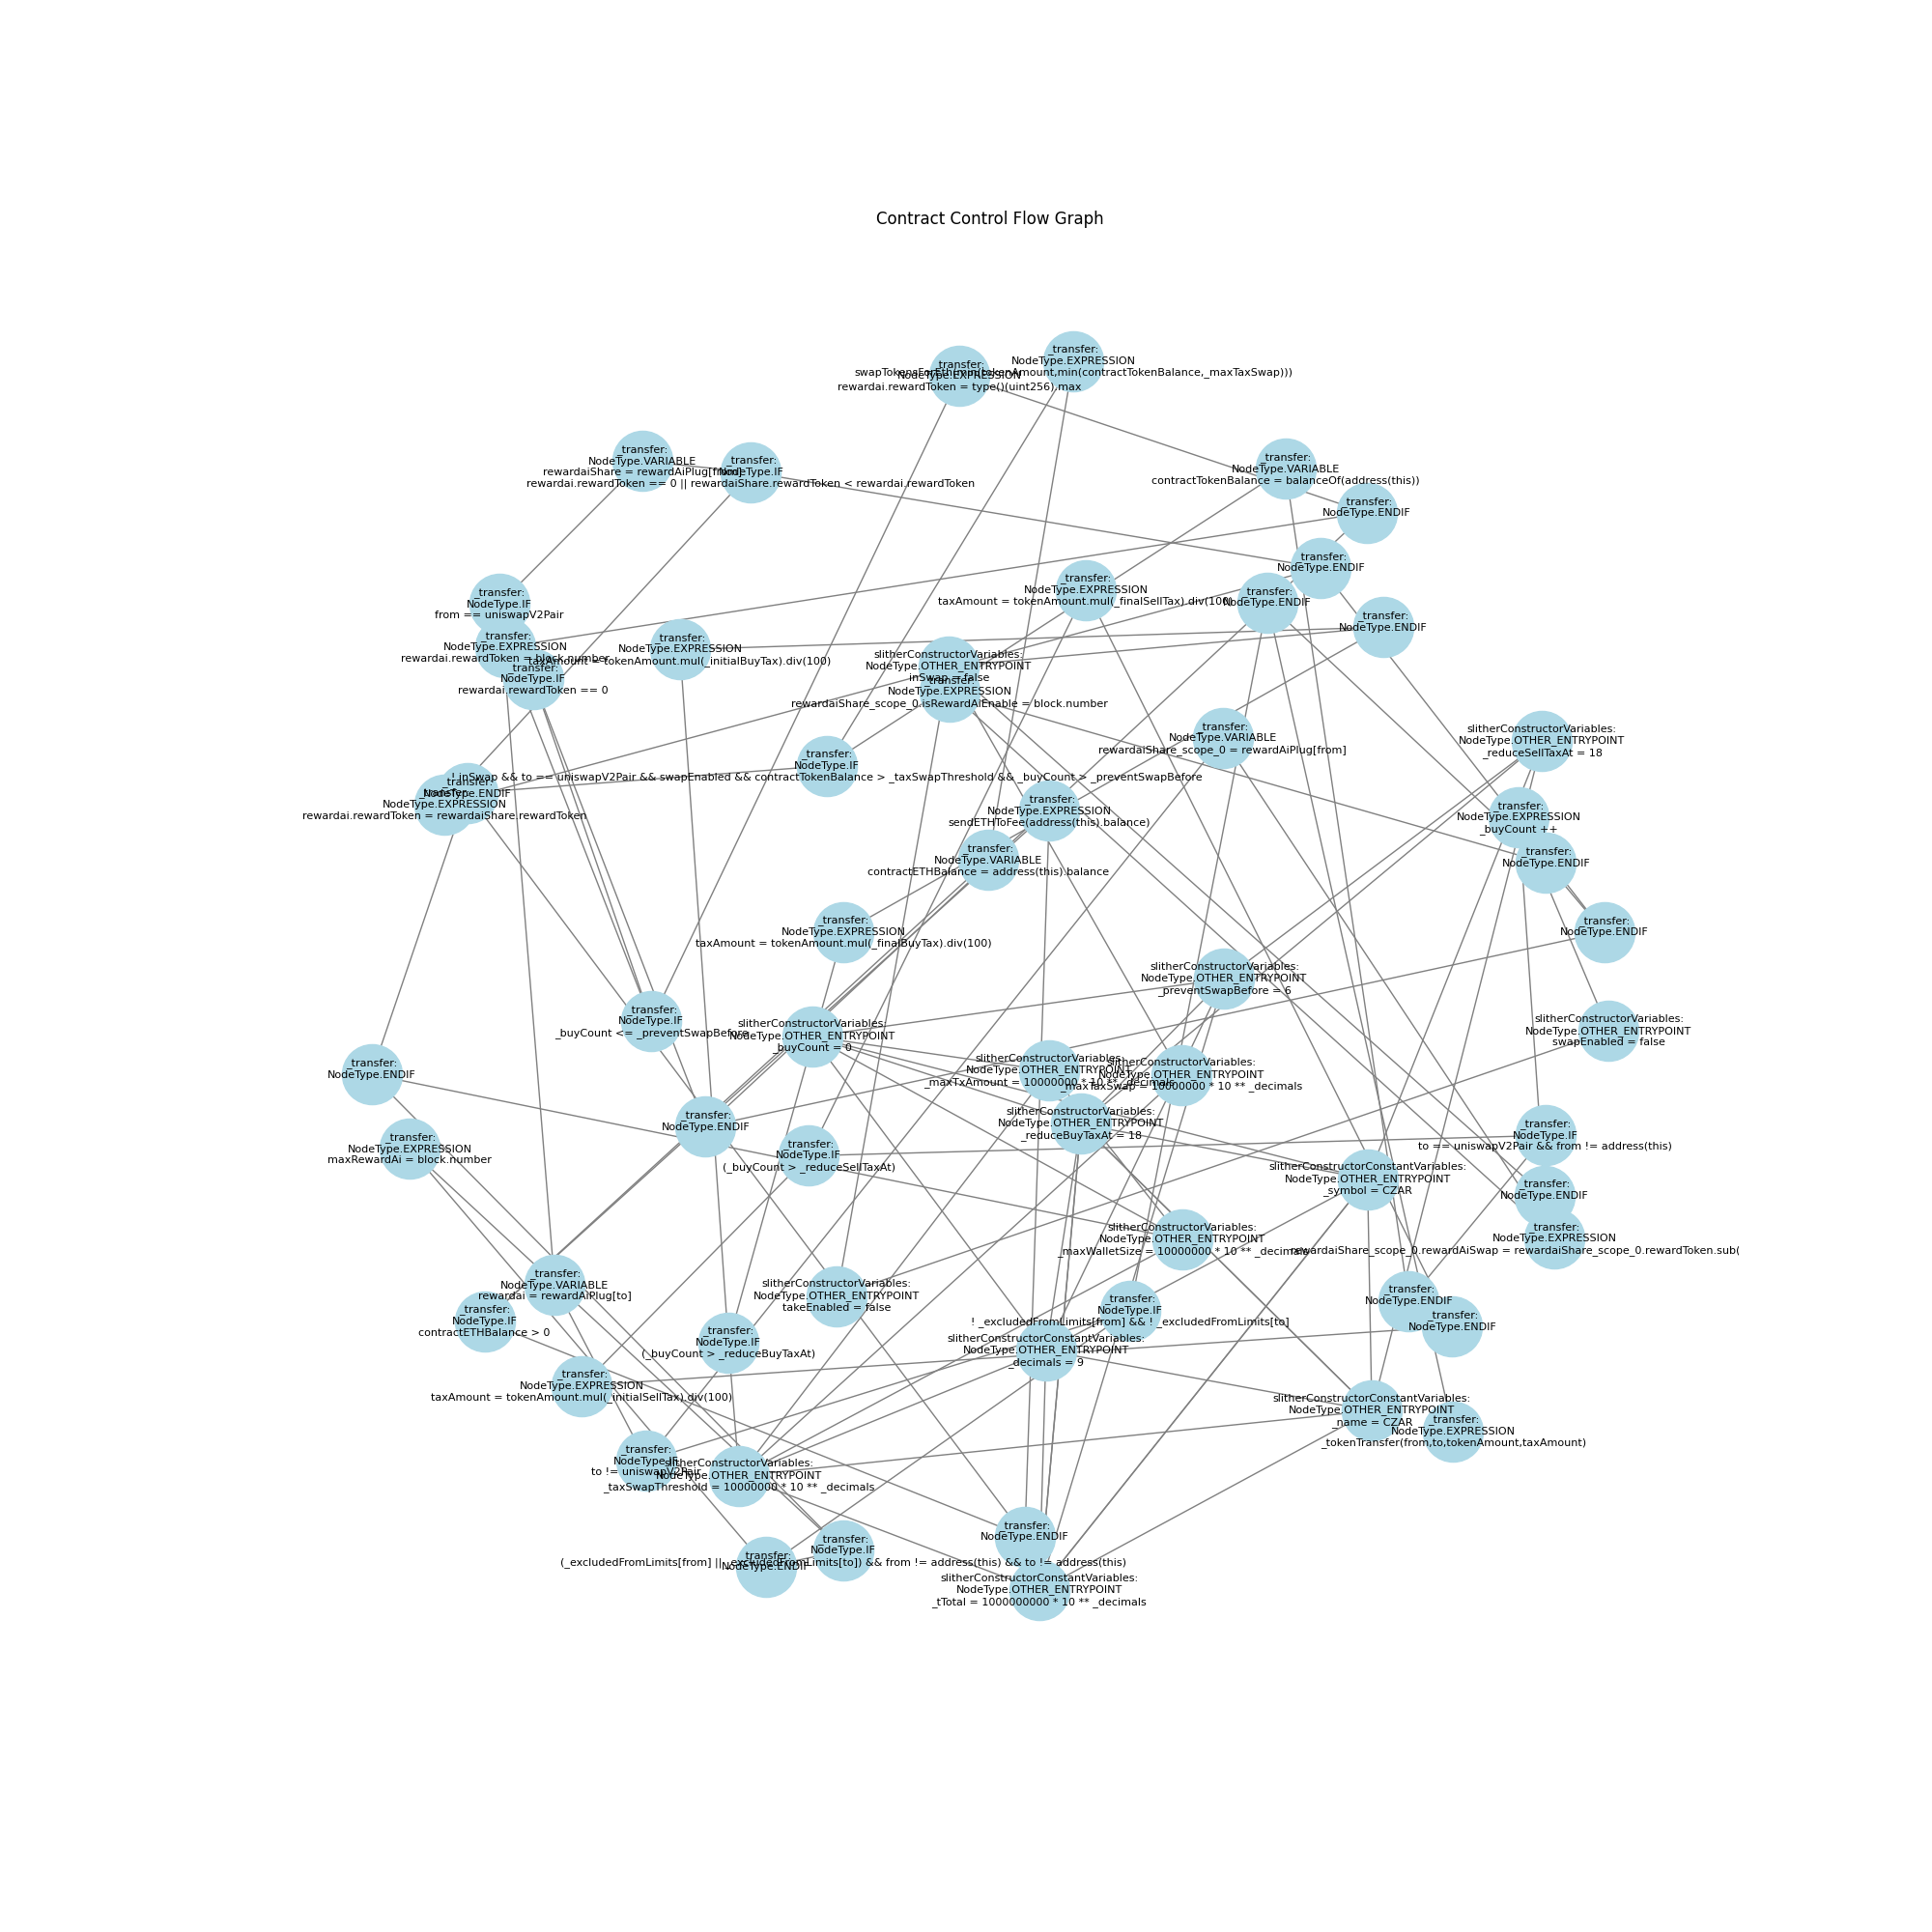 Contract Control Flow Graph
_transfer:
NodeType.EXPRESSION
swapTokensForEth(min(tokenAmount,min(contractTokenBalance,_maxTaxSwap)))
_transfer:
NodeType.EXPRESSION
rewardai.rewardToken = type()(uint256).max
_transfer:
NodeType.VARIABLE
rewardaiShare = rewardAiPlug[from]
_transfer:
NodeType.IF
rewardai.rewardToken == 0 || rewardaiShare.rewardToken < rewardai.rewardToken
_transfer:
NodeType.VARIABLE
contractTokenBalance = balanceOf(address(this))
_transfer:
NodeType.ENDIF
_transfer:
NodeType.ENDIF
_transfer:
NodeType.EXPRESSION
taxAmount = tokenAmount.mul(_finalSellTax).div(100)
_transfer:
NodeType.ENDIF
_transfer:
NodeType.IF
from == uniswapV2Pair
_transfer:
NodeType.EXPRESSION
rewardai.rewardToken = block.number
_transfer:
NodeType.IF
rewardai.rewardToken == 0
_transfer:
NodeType.EXPRESSION
taxAmount = tokenAmount.mul(_initialBuyTax).div(100)
_transfer:
NodeType.ENDIF
slitherConstructorVariables:
NodeType.OTHER_ENTRYPOINT
inSwap = false
_transfer:
NodeType.EXPRESSION
rewardaiShare_scope_0.isRewardAiEnable = block.number
_transfer:
NodeType.VARIABLE
rewardaiShare_scope_0 = rewardAiPlug[from]
slitherConstructorVariables:
NodeType.OTHER_ENTRYPOINT
_reduceSellTaxAt = 18
_transfer:
NodeType.IF
! inSwap && to == uniswapV2Pair && swapEnabled && contractTokenBalance > _taxSwapThreshold && _buyCount > _preventSwapBefore
_transfer:
NodeType.ENDIF
_transfer:
NodeType.EXPRESSION
rewardai.rewardToken = rewardaiShare.rewardToken
_transfer:
NodeType.EXPRESSION
sendETHToFee(address(this).balance)
_transfer:
NodeType.EXPRESSION
_buyCount ++
_transfer:
NodeType.VARIABLE
contractETHBalance = address(this).balance
_transfer:
NodeType.ENDIF
_transfer:
NodeType.EXPRESSION
taxAmount = tokenAmount.mul(_finalBuyTax).div(100)
_transfer:
NodeType.ENDIF
slitherConstructorVariables:
NodeType.OTHER_ENTRYPOINT
_preventSwapBefore = 6
_transfer:
NodeType.IF
_buyCount <= _preventSwapBefore
slitherConstructorVariables:
NodeType.OTHER_ENTRYPOINT
_buyCount = 0
slitherConstructorVariables:
NodeType.OTHER_ENTRYPOINT
swapEnabled = false
_transfer:
NodeType.ENDIF
slitherConstructorVariables:
NodeType.OTHER_ENTRYPOINT
_maxTxAmount = 10000000 * 10 ** _decimals
slitherConstructorVariables:
NodeType.OTHER_ENTRYPOINT
_maxTaxSwap = 10000000 * 10 ** _decimals
_transfer:
NodeType.ENDIF
slitherConstructorVariables:
NodeType.OTHER_ENTRYPOINT
_reduceBuyTaxAt = 18
_transfer:
NodeType.EXPRESSION
maxRewardAi = block.number
_transfer:
NodeType.IF
(_buyCount > _reduceSellTaxAt)
_transfer:
NodeType.IF
to == uniswapV2Pair && from != address(this)
slitherConstructorConstantVariables:
NodeType.OTHER_ENTRYPOINT
_symbol = CZAR
_transfer:
NodeType.ENDIF
_transfer:
NodeType.EXPRESSION
rewardaiShare_scope_0.rewardAiSwap = rewardaiShare_scope_0.rewardToken.sub(
slitherConstructorVariables:
NodeType.OTHER_ENTRYPOINT
_maxWalletSize = 10000000 * 10 ** _decimals
_transfer:
NodeType.VARIABLE
rewardai = rewardAiPlug[to]
slitherConstructorVariables:
NodeType.OTHER_ENTRYPOINT
takeEnabled = false
_transfer:
NodeType.IF
contractETHBalance > 0
_transfer:
NodeType.IF
! _excludedFromLimits[from] && ! _excludedFromLimits[to]
_transfer:
NodeType.ENDIF
_transfer:
NodeType.ENDIF
_transfer:
NodeType.IF
(_buyCount > _reduceBuyTaxAt)
slitherConstructorConstantVariables:
NodeType.OTHER_ENTRYPOINT
_decimals = 9
_transfer:
NodeType.EXPRESSION
taxAmount = tokenAmount.mul(_initialSellTax).div(100)
slitherConstructorConstantVariables:
NodeType.OTHER_ENTRYPOINT
_name = CZAR
_transfer:
NodeType.EXPRESSION
_tokenTransfer(from,to,tokenAmount,taxAmount)
_transfer:
NodeType.IF
to != uniswapV2Pair
slitherConstructorVariables:
NodeType.OTHER_ENTRYPOINT
_taxSwapThreshold = 10000000 * 10 ** _decimals
_transfer:
NodeType.ENDIF
_transfer:
NodeType.IF
(_excludedFromLimits[from] || _excludedFromLimits[to]) && from != address(this) && to != address(this)
_transfer:
NodeType.ENDIF
slitherConstructorConstantVariables:
NodeType.OTHER_ENTRYPOINT
_tTotal = 1000000000 * 10 ** _decimals